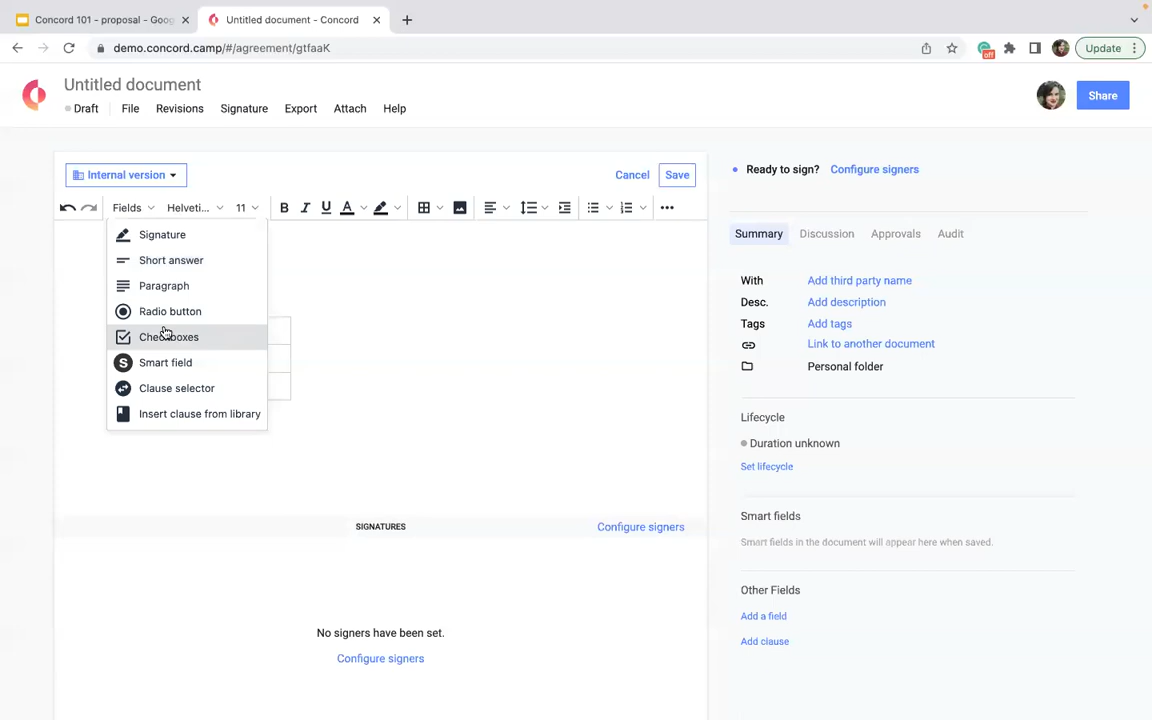 Concord 101 - proposal - Goog
Untitled document - Concord
demo.concord.camp/#/agreement/gtfaaK
off
Update
Untitled document
Draft File Revisions Signature Export Attach Help
Share
Internal version
Cancel Save
Fields Helveti... 11 B I U A
Signature
Short answer
Paragraph
Radio button
Checkboxes
S Smart field
Clause selector
Insert clause from library
SIGNATURES Configure signers
No signers have been set.
Configure signers
Ready to sign? Configure signers
Summary Discussion Approvals Audit
With Add third party name
Desc. Add description
Tags Add tags
Link to another document
Personal folder
Lifecycle
Duration unknown
Set lifecycle
Smart fields
Smart fields in the document will appear here when saved.
Other Fields
Add a field
Add clause